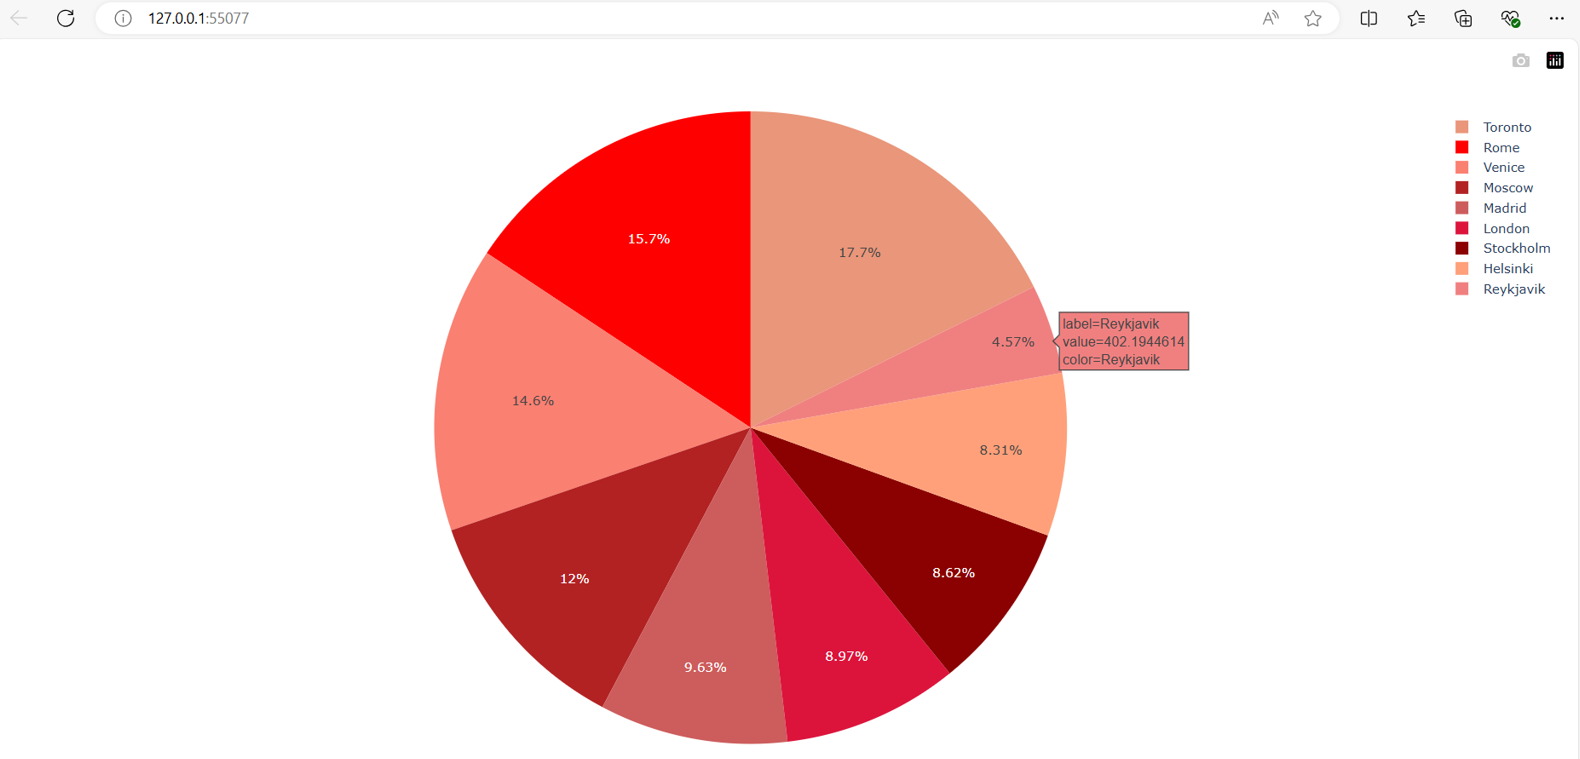 127.0.0.1:55077
Toronto
Rome
Venice
Moscow
Madrid
London
Stockholm
Helsinki
Reykjavik
15.7%
17.7%
label=Reykjavik
value=402.1944614
color=Reykjavik
4.57%
14.6%
8.31%
8.62%
12%
8.97%
9.63%